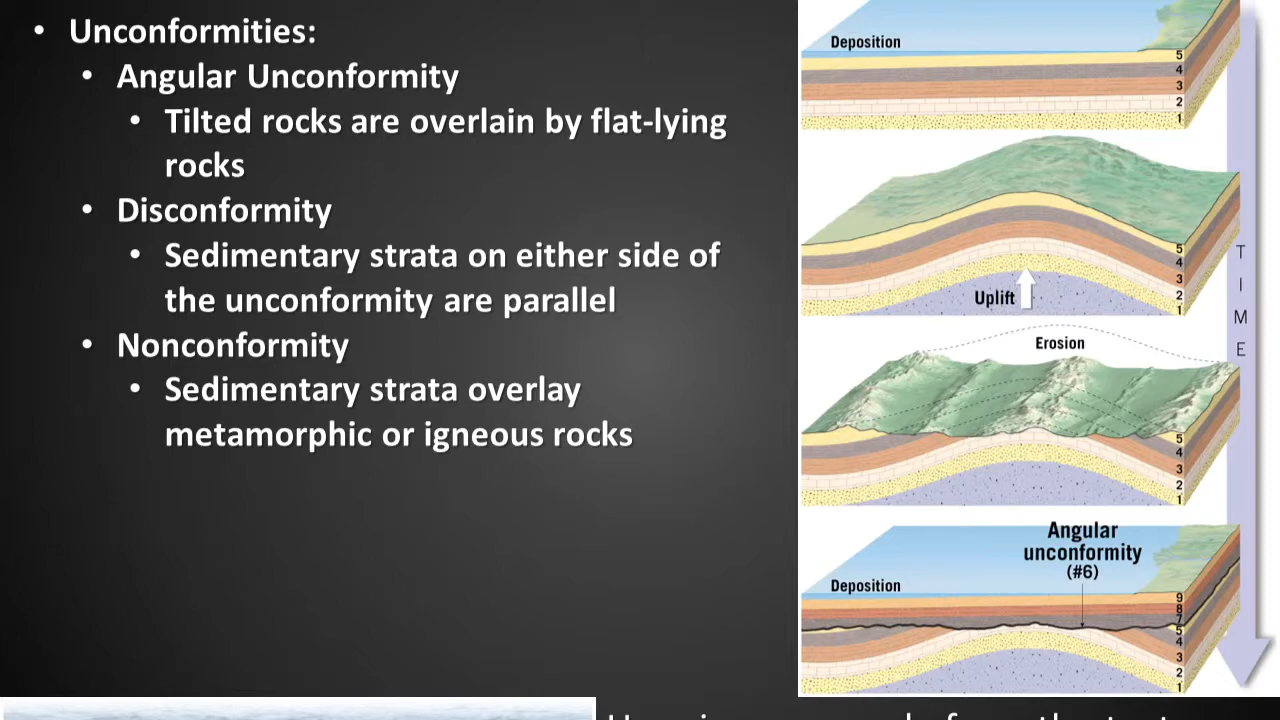 • Unconformities:
• Angular Unconformity
• Tilted rocks are overlain by flat-lying
rocks
• Disconformity
• Sedimentary strata on either side of
the unconformity are parallel
• Nonconformity
• Sedimentary strata overlay
metamorphic or igneous rocks
Deposition
5
4
3
2
1
Uplift
5
4
3
2
1
Erosion
5
4
3
2
1
Angular
unconformity
(#6)
Deposition
9
8
7
5
4
3
2
1
T
I
M
E